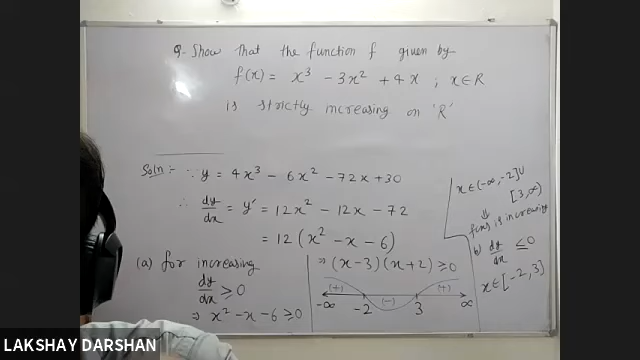 Q- Show that the function f given by-
f(x) = x³ - 3x² + 4x ; x∈R
is strictly increasing on 'R'
Soln:- ∵ y = 4x³ - 6x² - 72x + 30
∴ dy/dx = y' = 12x² - 12x - 72
= 12 (x² - x - 6)
(a) for increasing
dy/dx ≥ 0
⇒ x² - x - 6 ≥ 0
⇒ (x-3)(x+2) ≥ 0
(+) (-) (+)
-∞ -2 3 ∞
x∈(-∞, -2] ∪
[3, ∞)
⇓
f(x) is increasing
b) dy/dx ≤ 0
x∈[-2, 3]
LAKSHAY DARSHAN